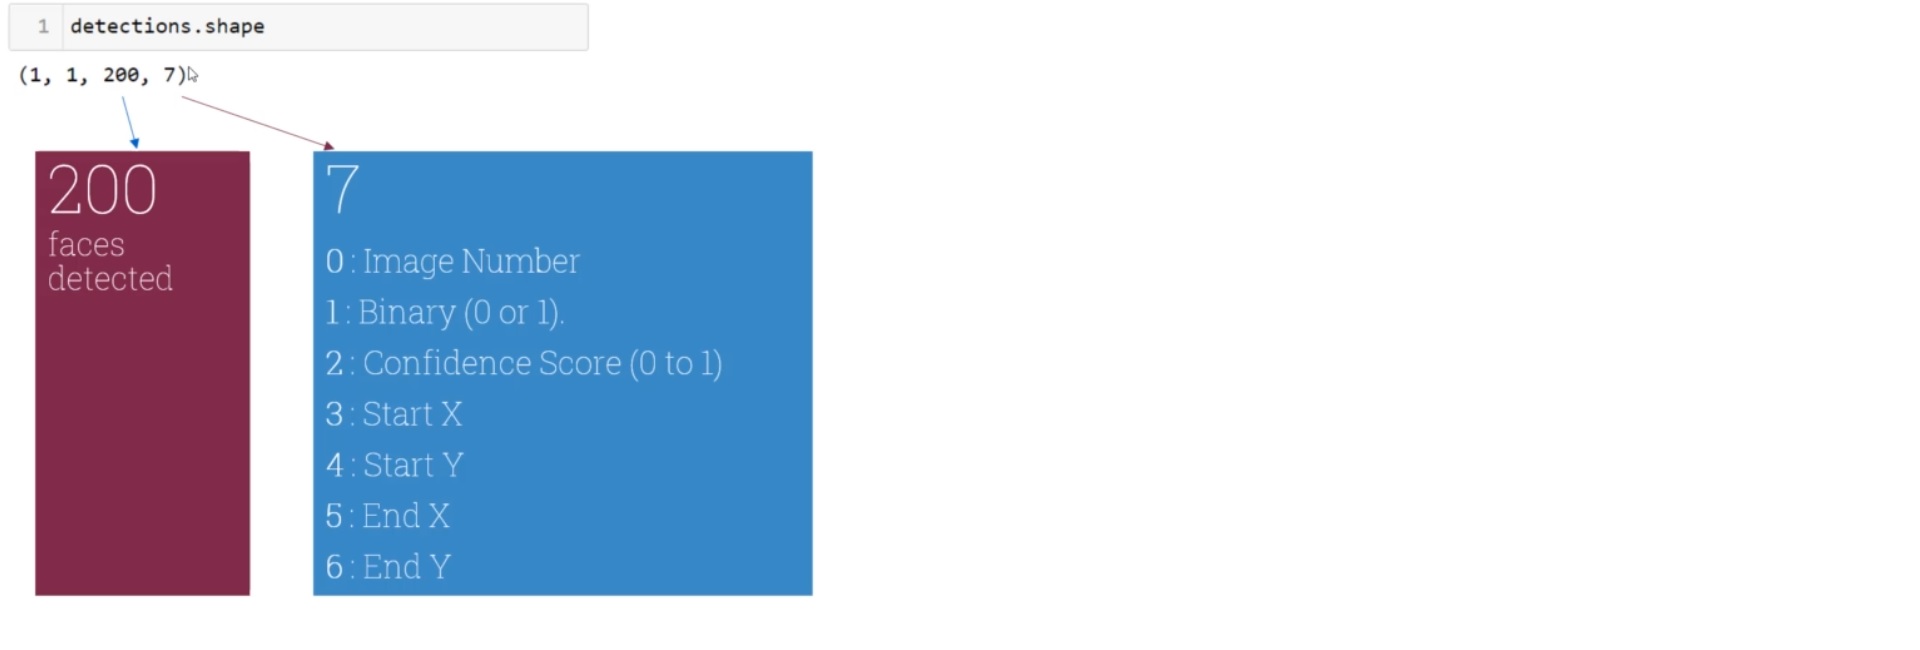 1 detections.shape
(1, 1, 200, 7)
200
faces
detected
7
0 : Image Number
1 : Binary (0 or 1).
2 : Confidence Score (0 to 1)
3 : Start X
4 : Start Y
5 : End X
6 : End Y